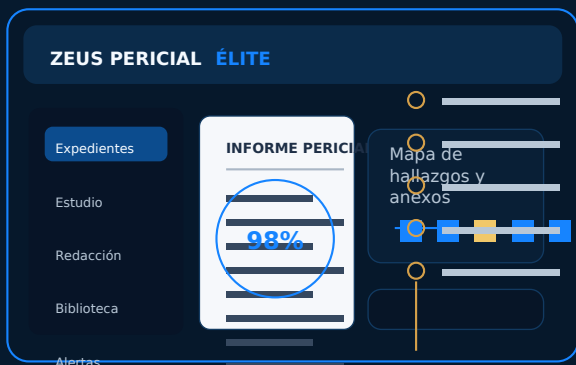 ZEUS PERICIAL ÉLITE
Expedientes
Estudio
Redacción
Biblioteca
Alertas
INFORME PERICIAL
98%
Mapa de
hallazgos y
anexos